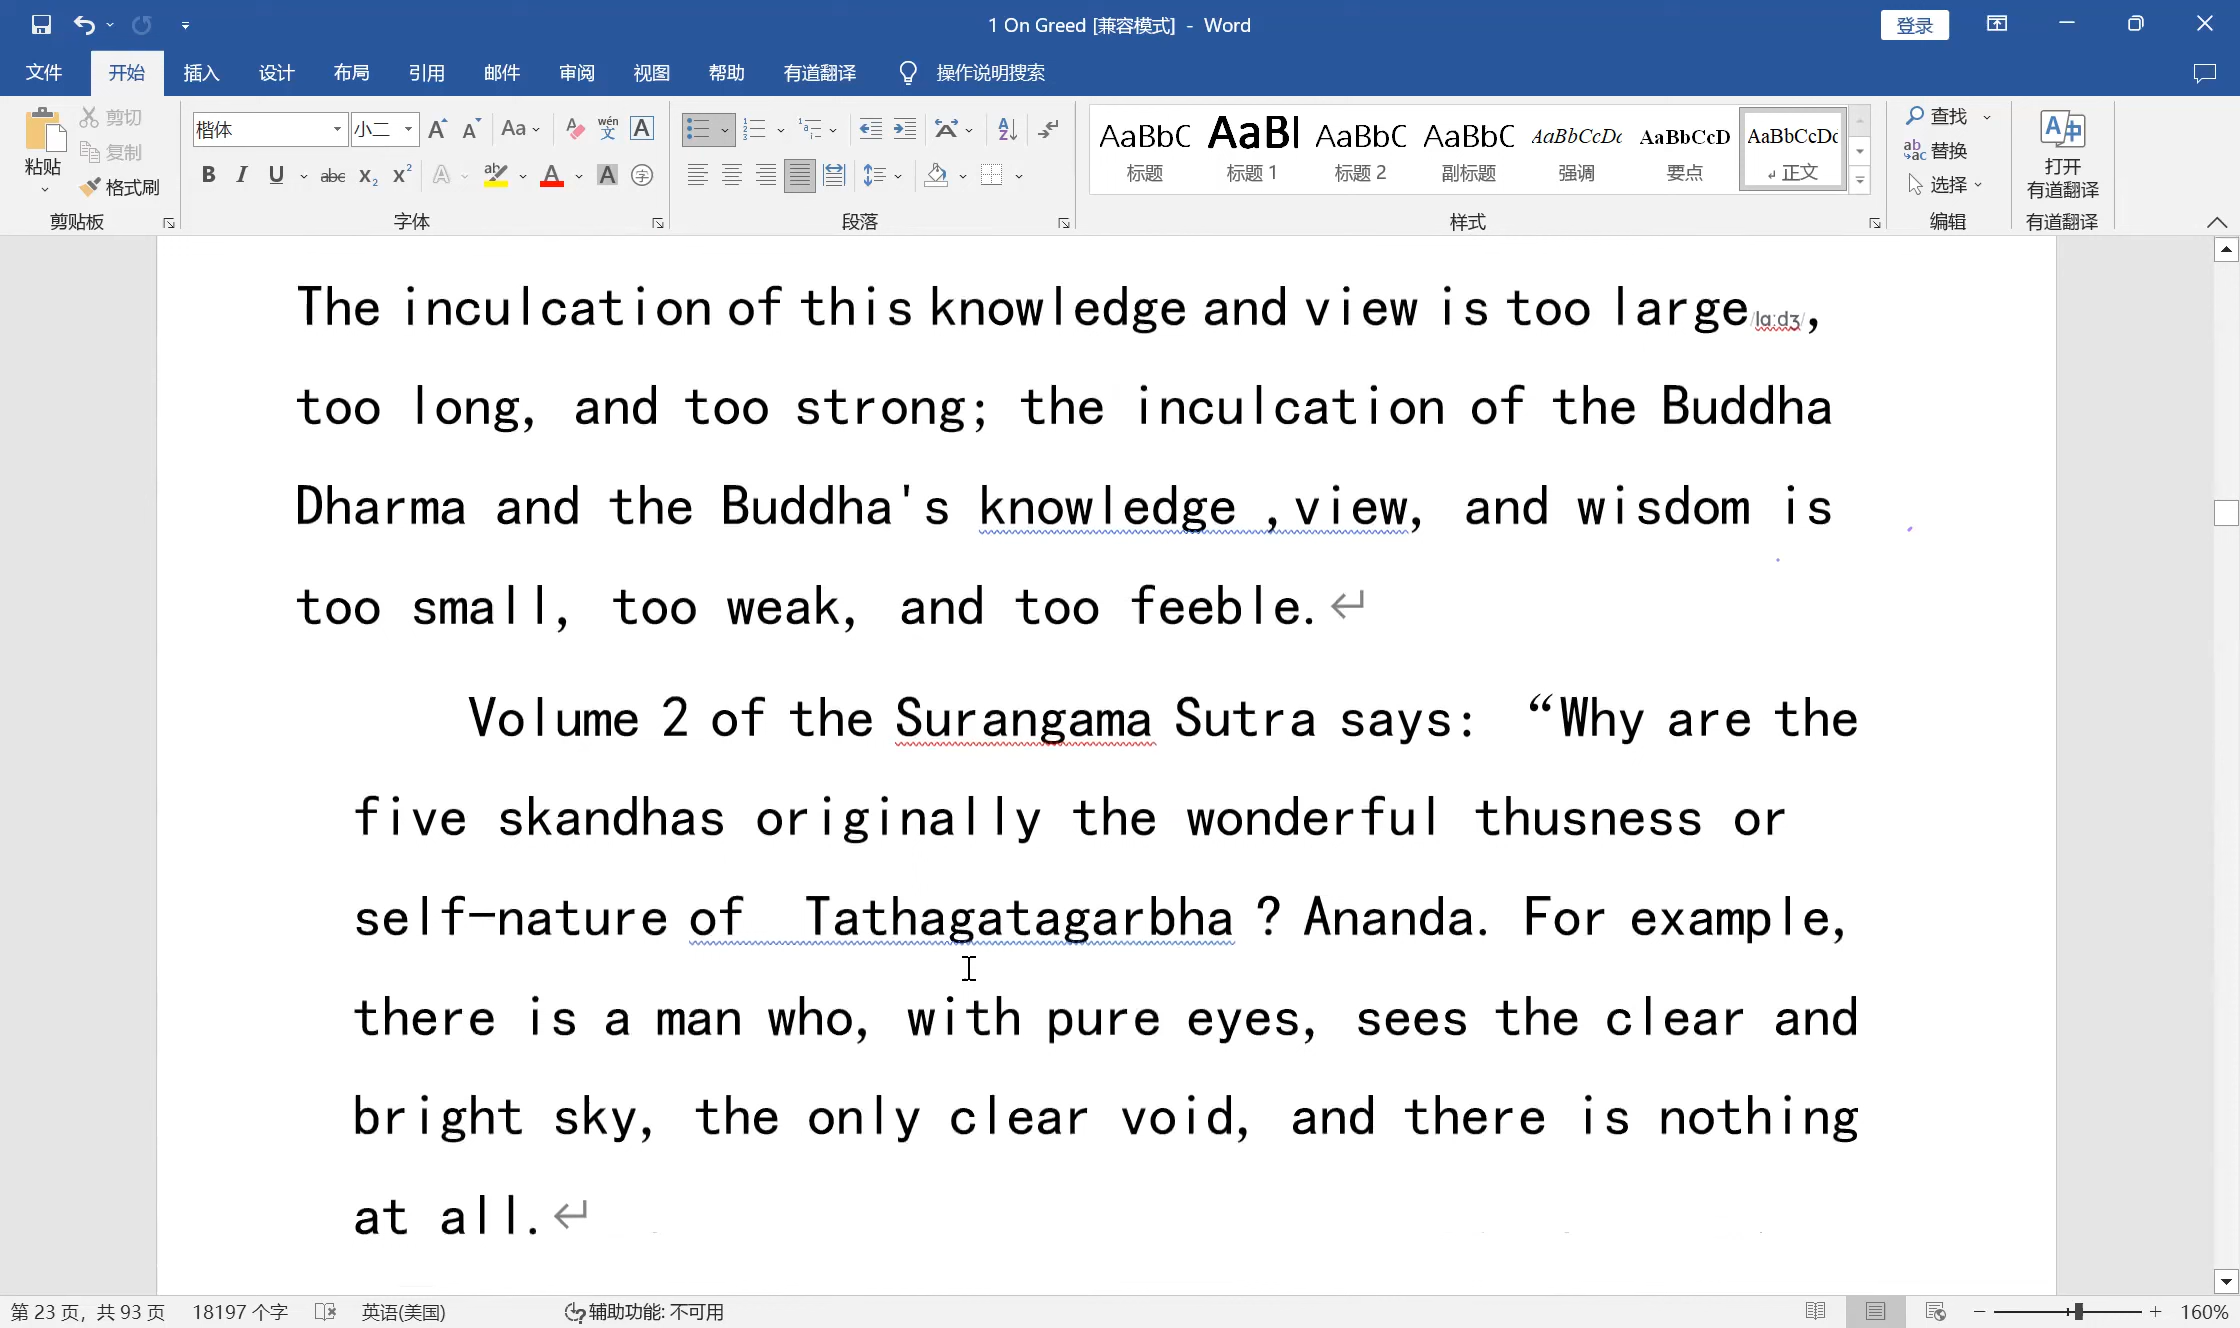 1 On Greed [兼容模式] - Word
登录
文件 开始 插入 设计 布局 引用 邮件 审阅 视图 帮助 有道翻译 操作说明搜索
粘贴 剪切 复制 格式刷
剪贴板
楷体 小二
字体
段落
AaBbC AaBl AaBbC AaBbC AaBbCcDc AaBbCcD AaBbCcDc
标题 标题 1 标题 2 副标题 强调 要点 ↲ 正文
样式
查找
替换
选择
编辑
打开
有道翻译
有道翻译
The inculcation of this knowledge and view is too large/lɑːdʒ/,
too long, and too strong; the inculcation of the Buddha
Dharma and the Buddha's knowledge ,view, and wisdom is
too small, too weak, and too feeble.↵
Volume 2 of the Surangama Sutra says: “Why are the
five skandhas originally the wonderful thusness or
self-nature of  Tathagatagarbha ? Ananda. For example,
there is a man who, with pure eyes, sees the clear and
bright sky, the only clear void, and there is nothing
at all.↵
第 23 页，共 93 页 18197 个字 英语(美国) 辅助功能: 不可用 160%